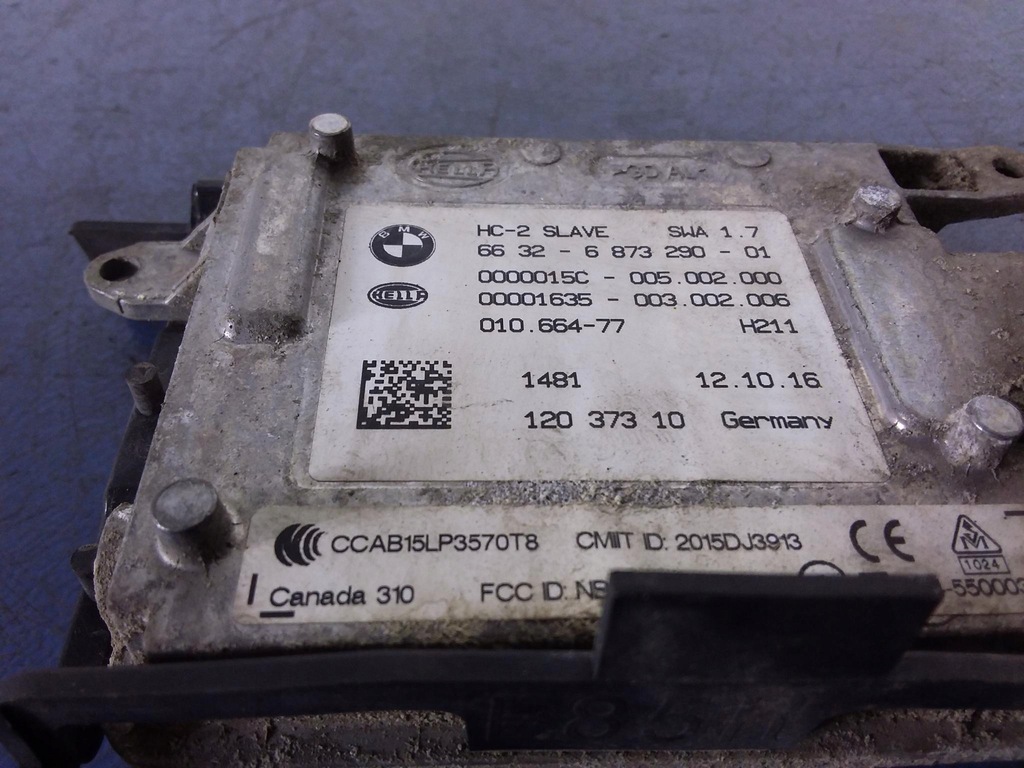 HELLA
BMW
HC-2 SLAVE SWA 1.7
66 32 - 6 873 290 - 01
0000015C - 005.002.000
HELLA
00001635 - 003.002.006
010.664-77 H211
1481 12.10.16
120 373 10 Germany
CCAB15LP3570T8 CMIIT ID: 2015DJ3913 CE
1024
Canada 310 FCC ID: NB -550003